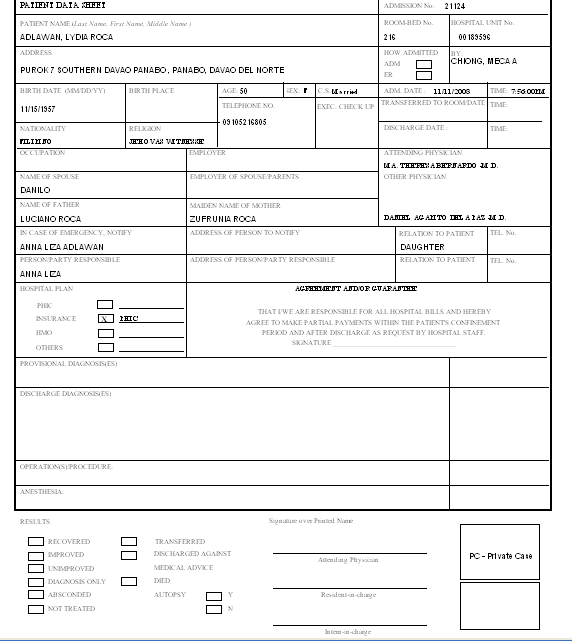 PATIENT DATA SHEET
ADMISSION No. 21124
PATIENT NAME (Last Name, First Name, Middle Name )
ROOM-BED No. HOSPITAL UNIT No.
ADLAWAN, LYDIA ROCA
216 00189596
ADDRESS
HOW ADMITTED BY:
PUROK 7 SOUTHERN DAVAO PANABO , PANABO, DAVAO DEL NORTE
ADM CHIONG, MECA A
ER
BIRTH DATE (MM/DD/YY) BIRTH PLACE AGE: 50 SEX: F C.S. Married ADM. DATE : 11/11/2008 TIME: 7:56:00AM
11/15/1957
TELEPHONE NO. EXEC. CHECK UP TRANSFERRED TO ROOM/DATE TIME:
09105216805
NATIONALITY RELIGION DISCHARGE DATE : TIME:
FILIPINO JEHOVAS WITNESSE
OCCUPATION EMPLOYER ATTENDING PHYSICIAN
MA. THERESA BERNARDO M.D.
NAME OF SPOUSE EMPLOYER OF SPOUSE/PARENTS OTHER PHYSICIAN
DANILO
NAME OF FATHER MAIDEN NAME OF MOTHER
LUCIANO ROCA ZUFRUNIA ROCA DANIEL AGANITO DELA PAZ M.D.
IN CASE OF EMERGENCY, NOTIFY ADDRESS OF PERSON TO NOTIFY RELATION TO PATIENT TEL. No.
ANNA LIZA ADLAWAN DAUGHTER
PERSON/PARTY RESPONSIBLE ADDRESS OF PERSON/PARTY RESPONSIBLE RELATION TO PATIENT TEL. No.
ANNA LIZA
HOSPITAL PLAN AGREEMENT AND/OR GUARANTEE
PHIC
INSURANCE X PHIC
HMO
OTHERS
THAT I/WE ARE RESPONSIBLE FOR ALL HOSPITAL BILLS AND HEREBY
AGREE TO MAKE PARTIAL PAYMENTS WITHIN THE PATIENT'S CONFINEMENT
PERIOD AND AFTER DISCHARGE AS REQUEST BY HOSPITAL STAFF.
SIGNATURE
PROVISIONAL DIAGNOSIS(ES)
DISCHARGE DIAGNOSIS(ES)
OPERATION(S)/PROCEDURE:
ANESTHESIA:
RESULTS
Signature over Printed Name
RECOVERED TRANSFERRED
IMPROVED DISCHARGED AGAINST
UNIMPROVED MEDICAL ADVICE
DIAGNOSIS ONLY DIED
ABSCONDED AUTOPSY Y
NOT TREATED N
Attending Physician
Resident-in-charge
Intern-in-charge
PC - Private Case